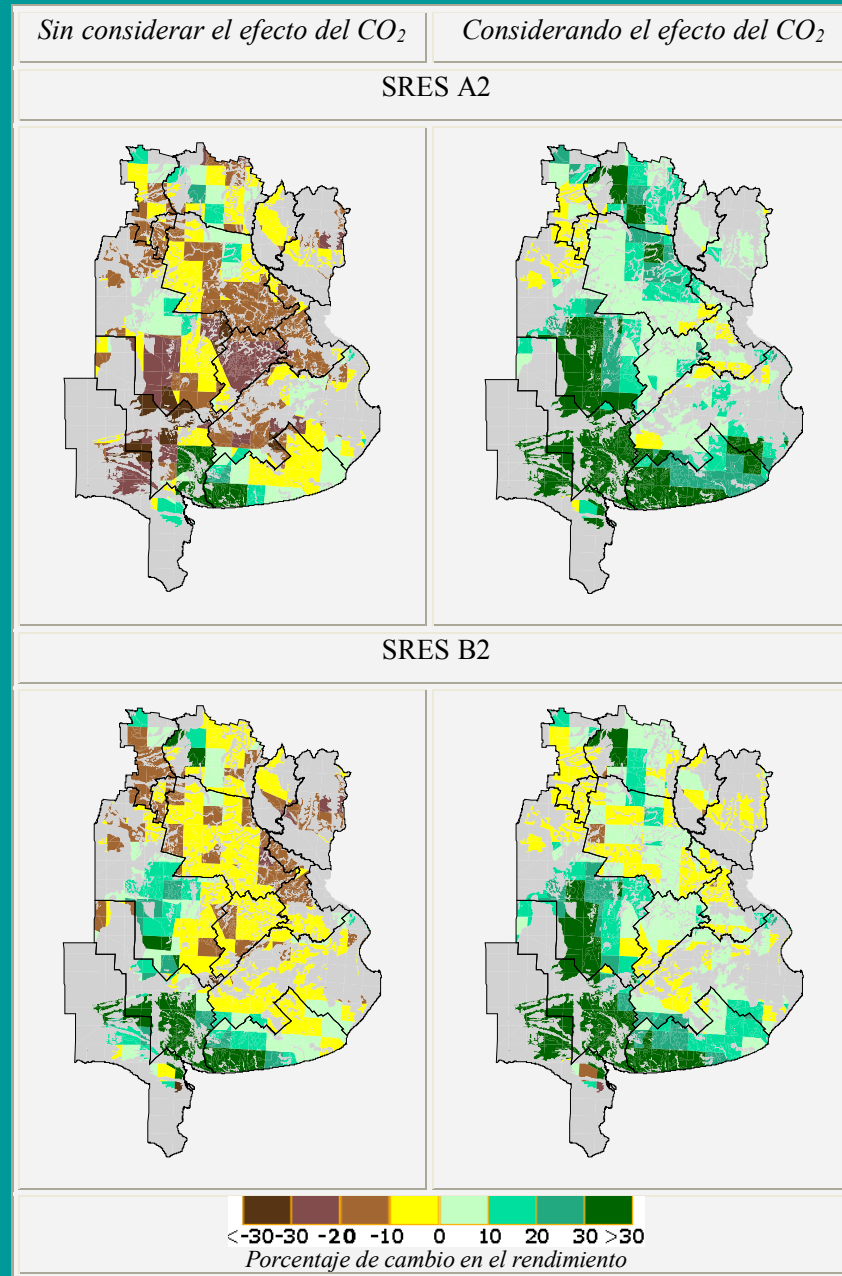 Sin considerar el efecto del CO₂ Considerando el efecto del CO₂
SRES A2
SRES B2
<-30 -30 -20 -10 0 10 20 30 >30
Porcentaje de cambio en el rendimiento